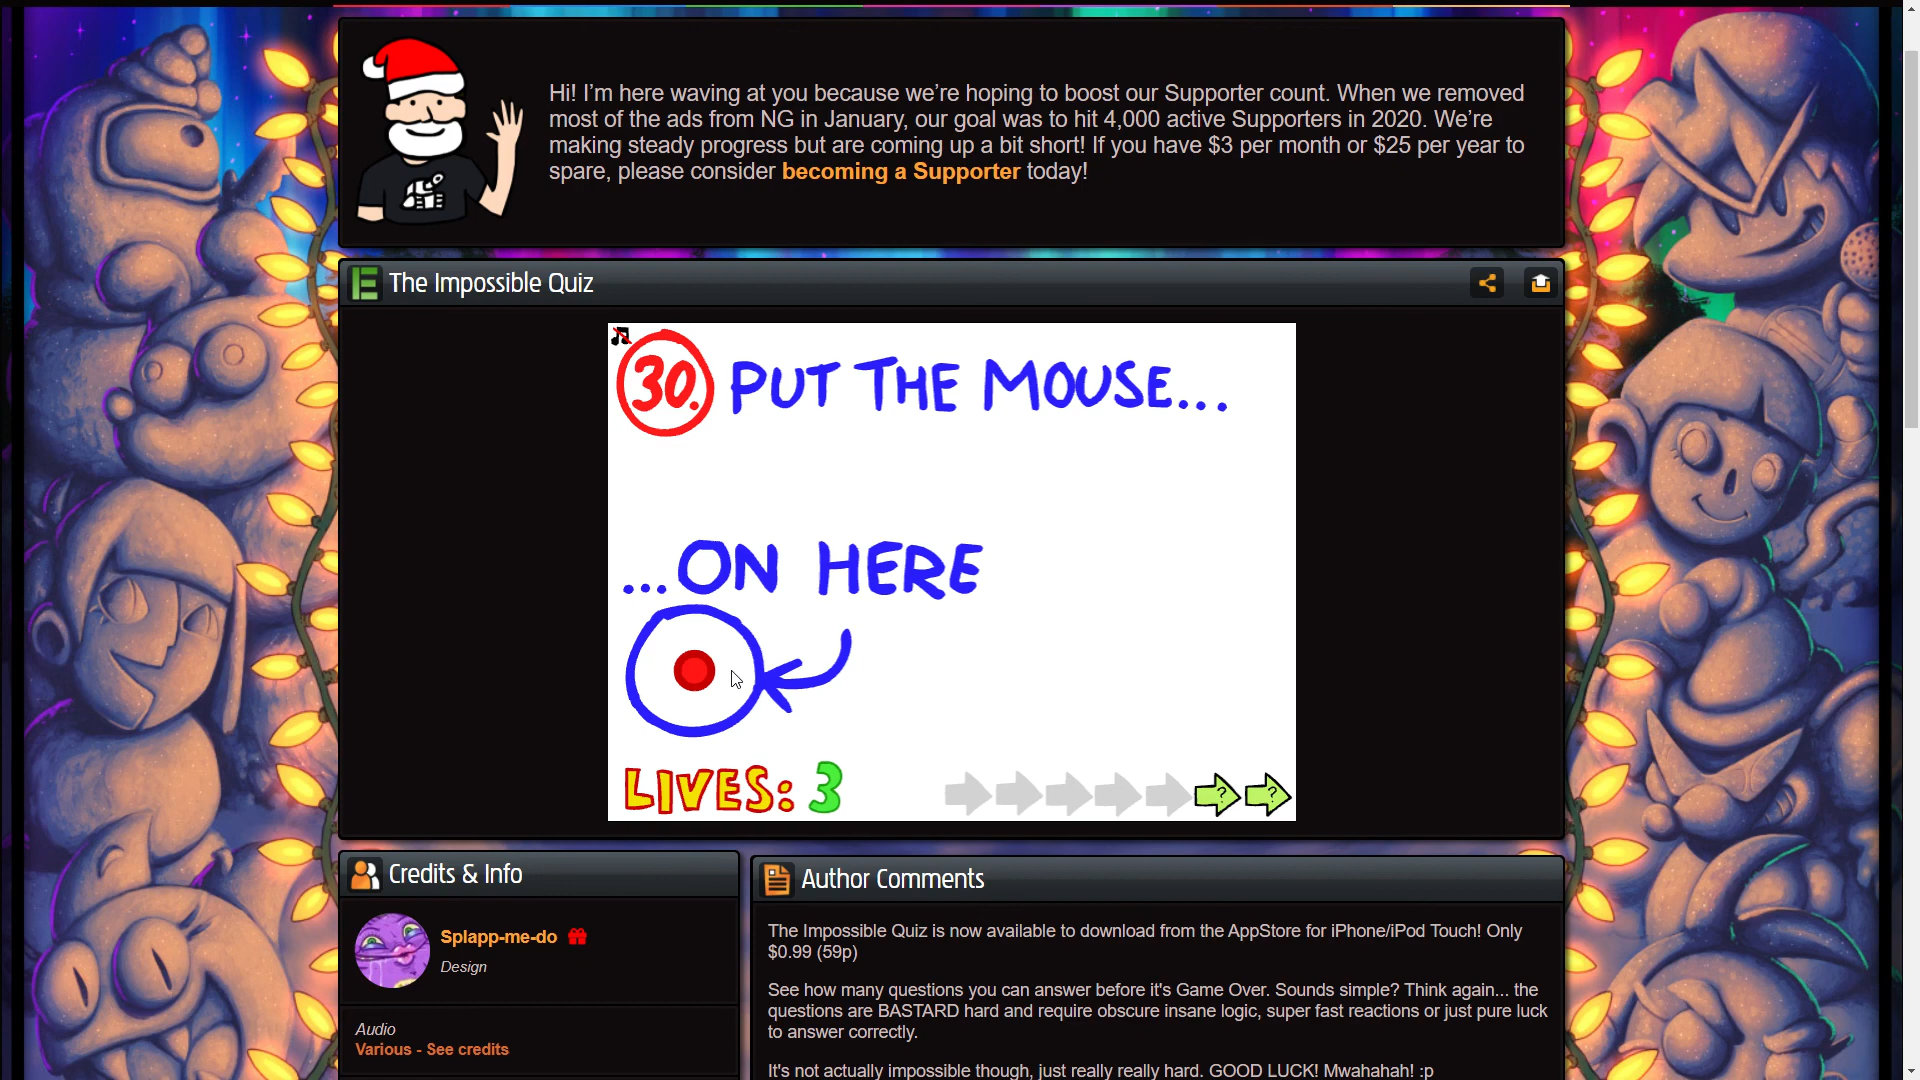 Hi! I’m here waving at you because we’re hoping to boost our Supporter count. When we removed
most of the ads from NG in January, our goal was to hit 4,000 active Supporters in 2020. We’re
making steady progress but are coming up a bit short! If you have $3 per month or $25 per year to
spare, please consider becoming a Supporter today!
The Impossible Quiz
30. PUT THE MOUSE...
...ON HERE
LIVES: 3
? ?
Credits & Info
Splapp-me-do
Design
Audio
Various - See credits
Author Comments
The Impossible Quiz is now available to download from the AppStore for iPhone/iPod Touch! Only
$0.99 (59p)
See how many questions you can answer before it's Game Over. Sounds simple? Think again... the
questions are BASTARD hard and require obscure insane logic, super fast reactions or just pure luck
to answer correctly.
It's not actually impossible though, just really really hard. GOOD LUCK! Mwahahah! :p